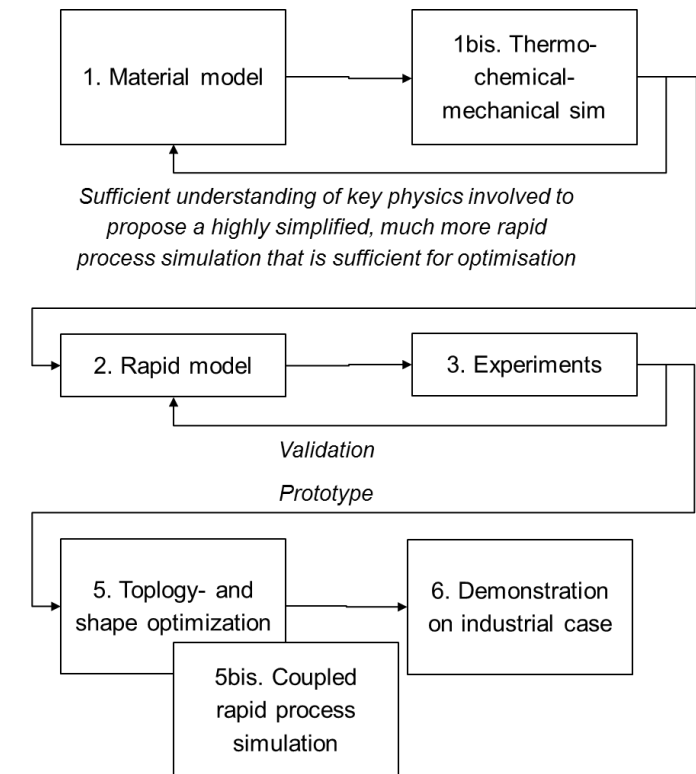 1. Material model
1bis. Thermo-
chemical-
mechanical sim
Sufficient understanding of key physics involved to
propose a highly simplified, much more rapid
process simulation that is sufficient for optimisation
2. Rapid model
3. Experiments
Validation
Prototype
5. Toplogy- and
shape optimization
6. Demonstration
on industrial case
5bis. Coupled
rapid process
simulation